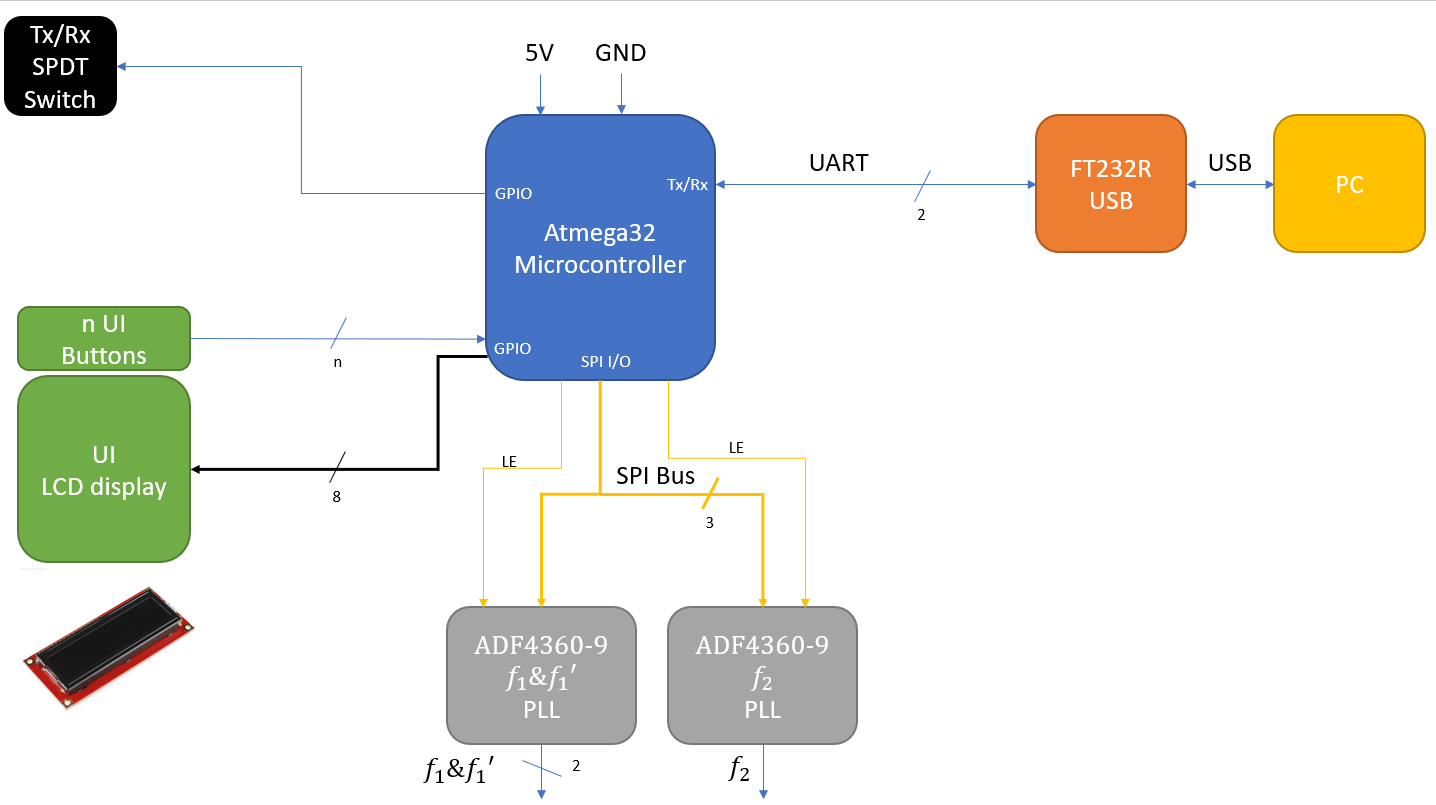 Tx/Rx
SPDT
Switch
5V
GND
GPIO
Tx/Rx
Atmega32
Microcontroller
GPIO
SPI I/O
UART
2
FT232R
USB
USB
PC
n UI
Buttons
n
UI
LCD display
8
LE
LE
SPI Bus
3
ADF4360-9
f₁&f₁′
PLL
ADF4360-9
f₂
PLL
f₁&f₁′
2
f₂